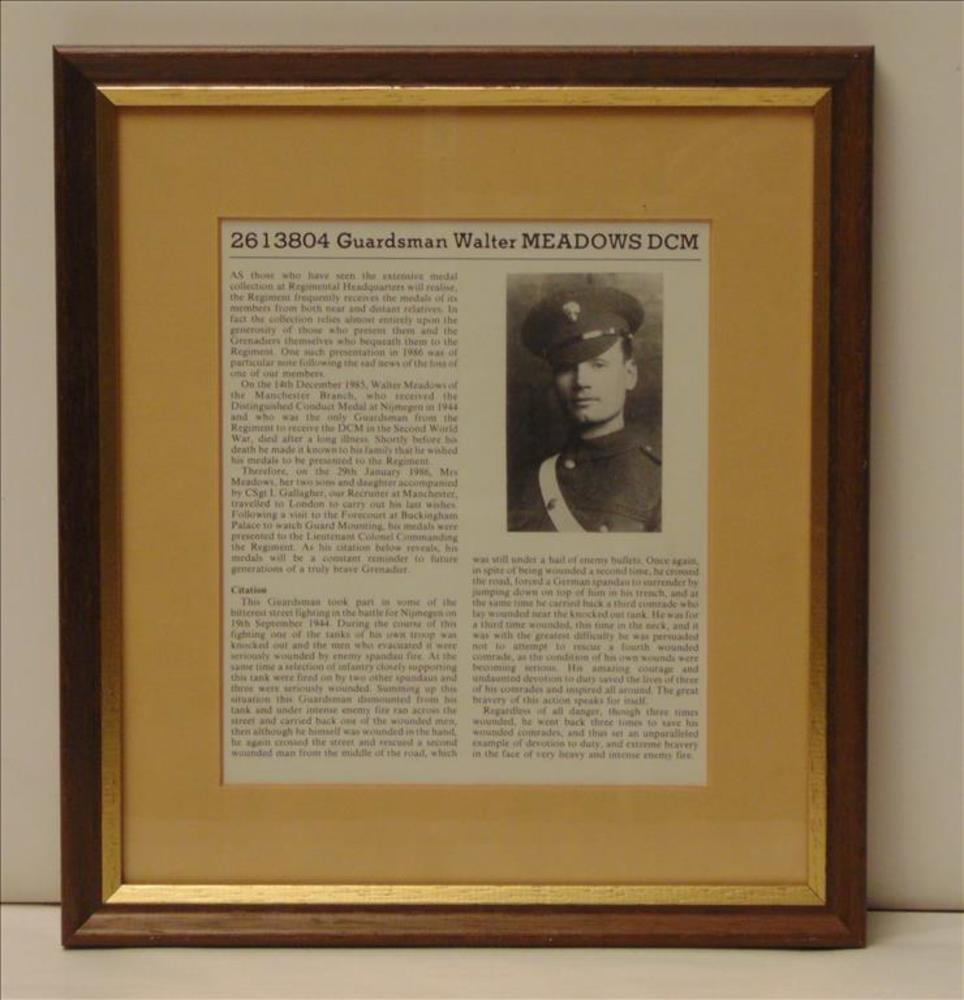 2613804 Guardsman Walter MEADOWS DCM
AS those who have seen the extensive medal
collection at Regimental Headquarters will realise,
the Regiment frequently receives the medals of its
members from both near and distant relatives. In
fact the collection relies almost entirely upon the
generosity of those who present them and the
Grenadiers themselves who bequeath them to the
Regiment. One such presentation in 1986 was of
particular note following the sad news of the loss of
one of our members.
On the 14th December 1985, Walter Meadows of
the Manchester Branch, who received the
Distinguished Conduct Medal at Nijmegen in 1944
and who was the only Guardsman from the
Regiment to receive the DCM in the Second World
War, died after a long illness. Shortly before his
death he made it known to his family that he wished
his medals to be presented to the Regiment.
Therefore, on the 29th January 1986, Mrs
Meadows, her two sons and daughter accompanied
by CSgt I. Gallagher, our Recruiter at Manchester,
travelled to London to carry out his last wishes.
Following a visit to the Forecourt at Buckingham
Palace to watch Guard Mounting, his medals were
presented to the Lieutenant Colonel Commanding
the Regiment. As his citation below reveals, his
medals will be a constant reminder to future
generations of a truly brave Grenadier.
Citation
This Guardsman took part in some of the
bitterest street fighting in the battle for Nijmegen on
19th September 1944. During the course of this
fighting one of the tanks of his own troop was
knocked out and the men who evacuated it were
seriously wounded by enemy spandau fire. At the
same time a selection of infantry closely supporting
this tank were fired on by two other spandaus and
three were seriously wounded. Summing up this
situation this Guardsman dismounted from his
tank and under intense enemy fire ran across the
street and carried back one of the wounded men,
then although he himself was wounded in the hand,
he again crossed the street and rescued a second
wounded man from the middle of the road, which
was still under a hail of enemy bullets. Once again,
in spite of being wounded a second time, he crossed
the road, forced a German spandau to surrender by
jumping down on top of him in his trench, and at
the same time he carried back a third comrade who
lay wounded near the knocked out tank. He was for
a third time wounded, this time in the neck, and it
was with the greatest difficulty he was persuaded
not to attempt to rescue a fourth wounded
comrade, as the condition of his own wounds were
becoming serious. His amazing courage and
undaunted devotion to duty saved the lives of three
of his comrades and inspired all around. The great
bravery of this action speaks for itself.
Regardless of all danger, though three times
wounded, he went back three times to save his
wounded comrades, and thus set an unparalleled
example of devotion to duty, and extreme bravery
in the face of very heavy and intense enemy fire.